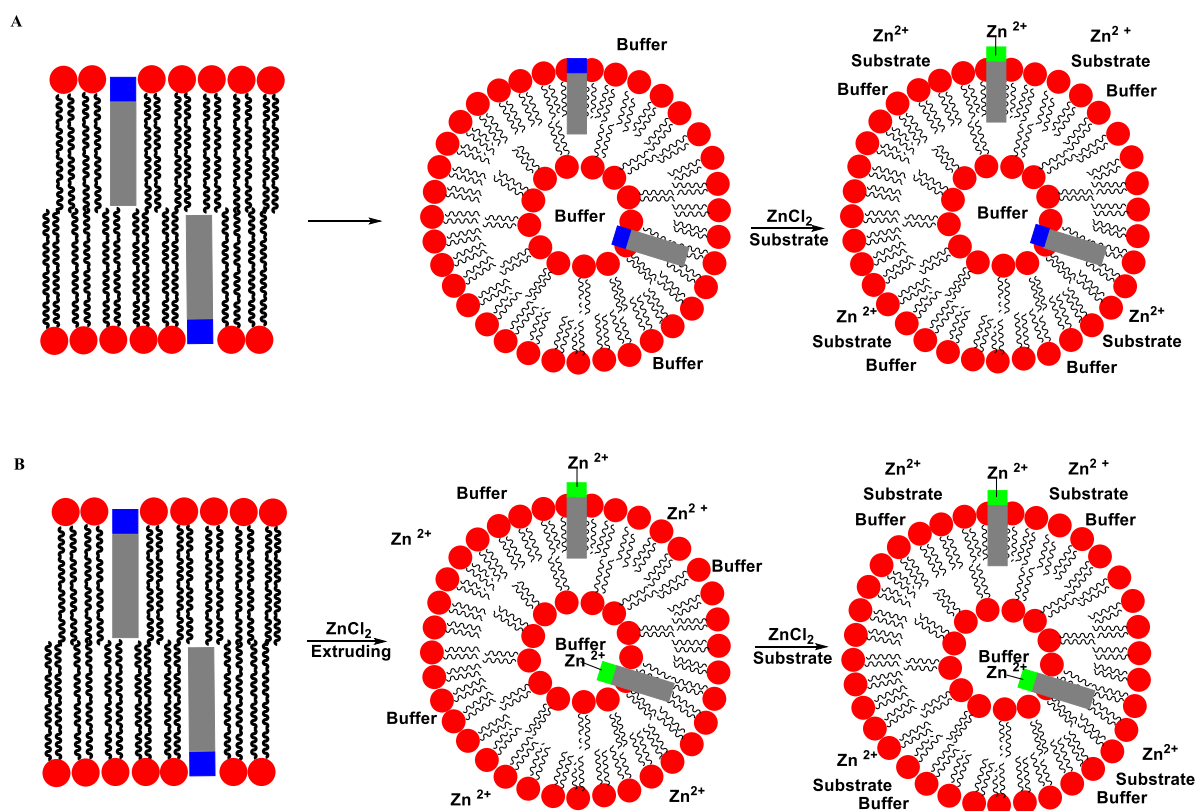 A
Buffer
Buffer
Buffer
ZnCl2
Substrate
Zn2+
Substrate
Buffer
Zn 2+
Zn2 +
Substrate
Buffer
Buffer
Zn 2+
Substrate
Buffer
Zn2+
Substrate
Buffer
B
ZnCl2
Extruding
Zn 2+
Buffer
Zn2 +
Zn 2+
Buffer
Buffer
Zn 2+
Buffer
Zn 2+
Zn2+
ZnCl2
Substrate
Zn2+
Substrate
Buffer
Zn 2+
Zn2 +
Substrate
Buffer
Buffer
Zn 2+
Zn 2+
Substrate
Buffer
Zn2+
Substrate
Buffer